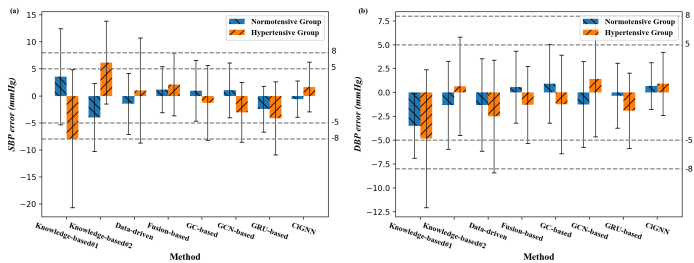 (a)
Normotensive Group
Hypertensive Group
15
10
5
0
−5
−10
−15
−20
8
5
-5
-8
SBP error (mmHg)
Knowledge-based#1
Knowledge-based#2
Data-driven
Fusion-based
GC-based
GCN-based
GRU-based
CiGNN
Method
(b)
Normotensive Group
Hypertensive Group
7.5
5.0
2.5
0.0
−2.5
−5.0
−7.5
−10.0
−12.5
8
5
-5
-8
DBP error (mmHg)
Knowledge-based#1
Knowledge-based#2
Data-driven
Fusion-based
GC-based
GCN-based
GRU-based
CiGNN
Method